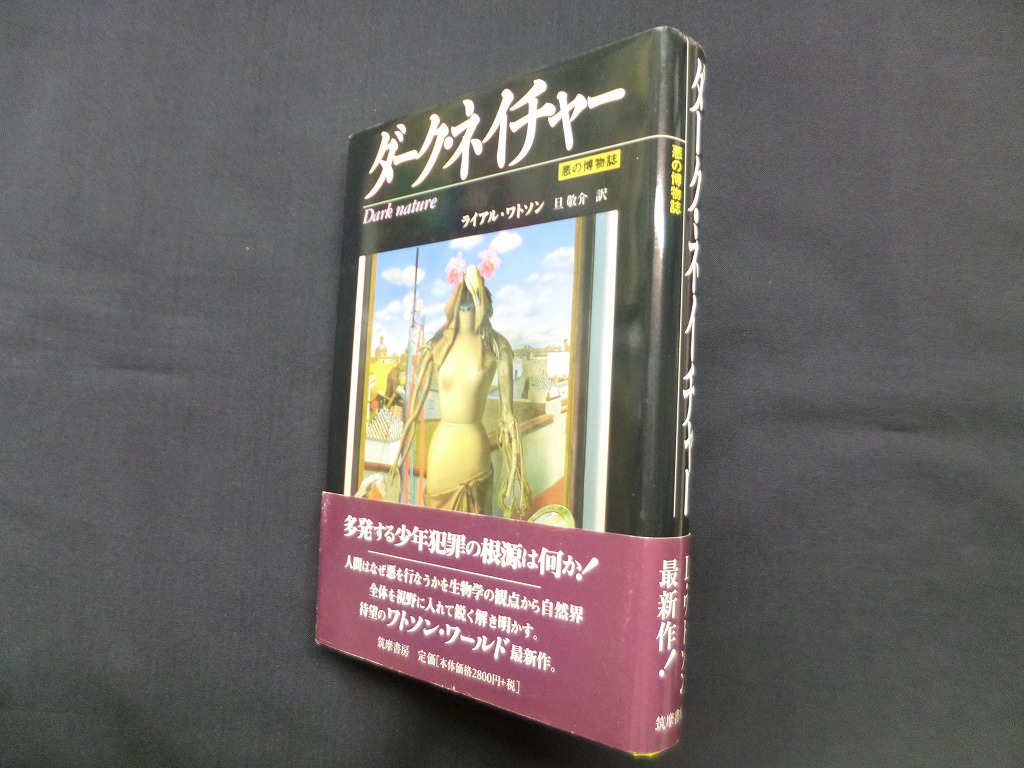 ダーク・ネイチャー
悪の博物誌
Dark nature
ライアル・ワトソン 旦 敬介 訳
多発する少年犯罪の根源は何か!
人間はなぜ悪を行なうかを生物学の観点から自然界
全体を視野に入れて鋭く解き明かす。
待望のワトソン・ワールド最新作。
筑摩書房 定価[本体価格2800円+税]
ダーク・ネイチャー
悪の博物誌
最新作!
筑摩書